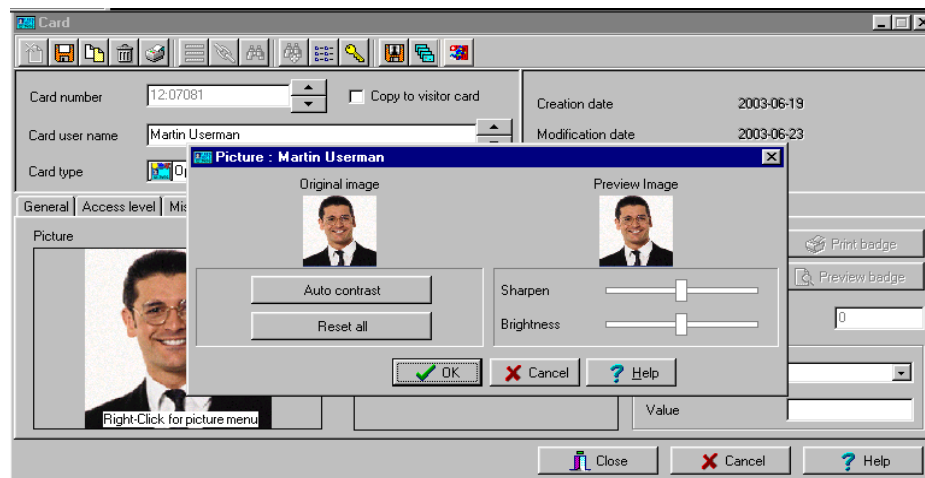 Card
Card number
12:07081
Copy to visitor card
Creation date
2003-06-19
Card user name
Martin Userman
Modification date
2003-06-23
Card type
Picture : Martin Userman
Original image
Preview Image
General
Access level
Picture
Print badge
Auto contrast
Sharpen
Preview badge
Reset all
Brightness
0
OK
Cancel
Help
Right-Click for picture menu
Value
Close
Cancel
Help